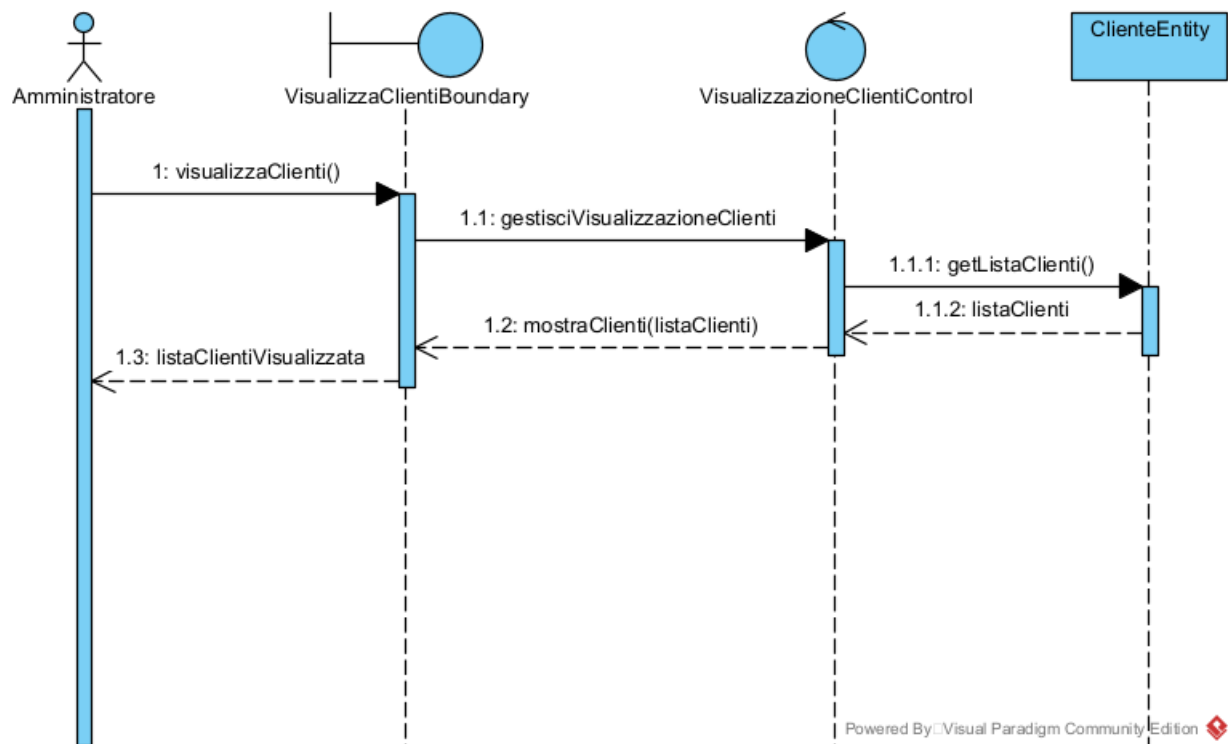 ClienteEntity
Amministratore
VisualizzaClientiBoundary
VisualizzazioneClientiControl
1: visualizzaClienti()
1.1: gestisciVisualizzazioneClienti
1.1.1: getListaClienti()
1.1.2: listaClienti
1.2: mostraClienti(listaClienti)
1.3: listaClientiVisualizzata
Powered By Visual Paradigm Community Edition